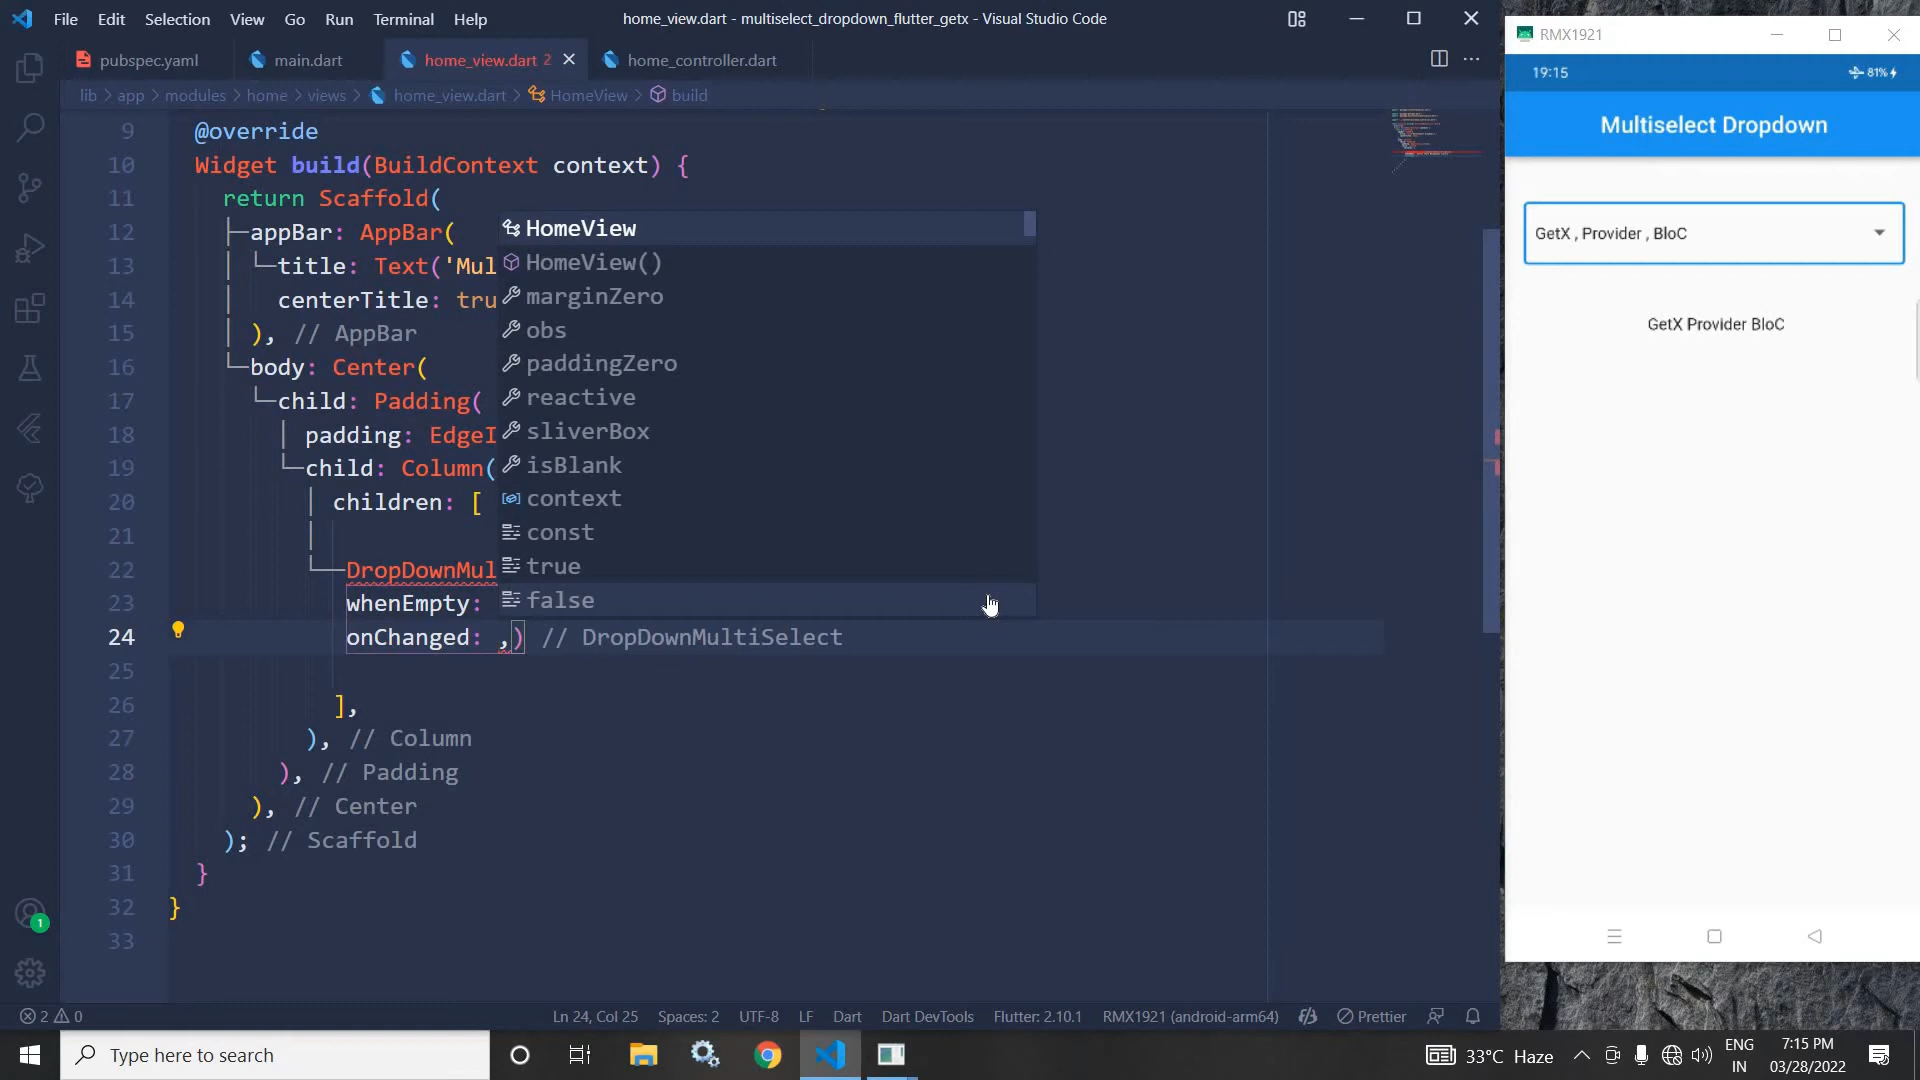 File Edit Selection View Go Run Terminal Help
home_view.dart - multiselect_dropdown_flutter_getx - Visual Studio Code
pubspec.yaml
main.dart
home_view.dart 2
home_controller.dart
lib > app > modules > home > views > home_view.dart > HomeView > build
9 @override
10 Widget build(BuildContext context) {
11 return Scaffold(
12 appBar: AppBar(
13 title: Text('Mul
14 centerTitle: tru
15 ), // AppBar
16 body: Center(
17 child: Padding(
18 padding: EdgeI
19 child: Column(
20 children: [
21
22 DropDownMul
23 whenEmpty:
24 onChanged: ,) // DropDownMultiSelect
25
26 ],
27 ), // Column
28 ), // Padding
29 ), // Center
30 ); // Scaffold
31 }
32 }
33
HomeView
HomeView()
marginZero
obs
paddingZero
reactive
sliverBox
isBlank
context
const
true
false
1
2 0 Ln 24, Col 25 Spaces: 2 UTF-8 LF Dart Dart DevTools Flutter: 2.10.1 RMX1921 (android-arm64) Prettier
RMX1921
19:15
81%
Multiselect Dropdown
GetX , Provider , BloC
GetX Provider BloC
Type here to search
33°C Haze
ENG
IN
7:15 PM
03/28/2022